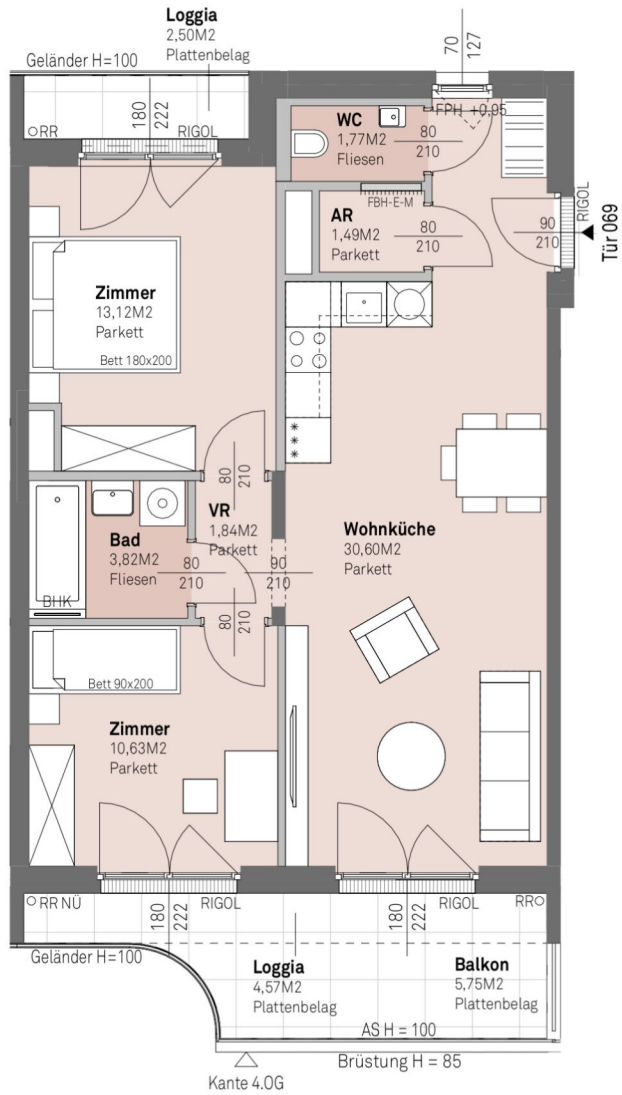 Loggia
2,50M2
Plattenbelag
Geländer H=100
70
127
180
222
RR
RIGOL
WC
1,77M2
Fliesen
80
210
FPH +0,95
FBH-E-M
AR
1,49M2
Parkett
80
210
90
210
RIGOL
Tür 069
Zimmer
13,12M2
Parkett
Bett 180x200
80
210
VR
1,84M2
Parkett
Bad
3,82M2
Fliesen
BHK
80
210
90
210
80
210
Wohnküche
30,60M2
Parkett
Bett 90x200
Zimmer
10,63M2
Parkett
RR NÜ
180
222
RIGOL
180
222
RIGOL
RR
Geländer H=100
Loggia
4,57M2
Plattenbelag
Balkon
5,75M2
Plattenbelag
AS H = 100
Brüstung H = 85
Kante 4.OG